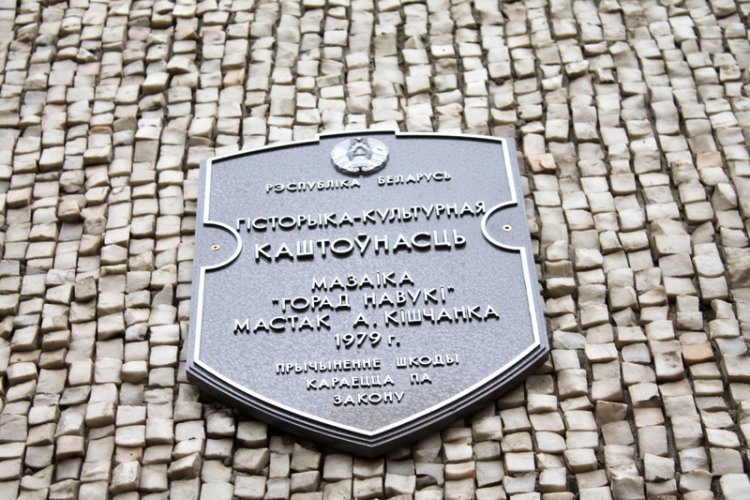 РЭСПУБЛІКА БЕЛАРУСЬ
ГІСТОРЫКА-КУЛЬТУРНАЯ
КАШТОЎНАСЦЬ
МАЗАІКА
"ГОРАД НАВУКІ"
МАСТАК А КІШЧАНКА
1979 г.
ПРЫЧЫНЕННЕ ШКОДЫ
КАРАЕЦЦА ПА
ЗАКОНУ